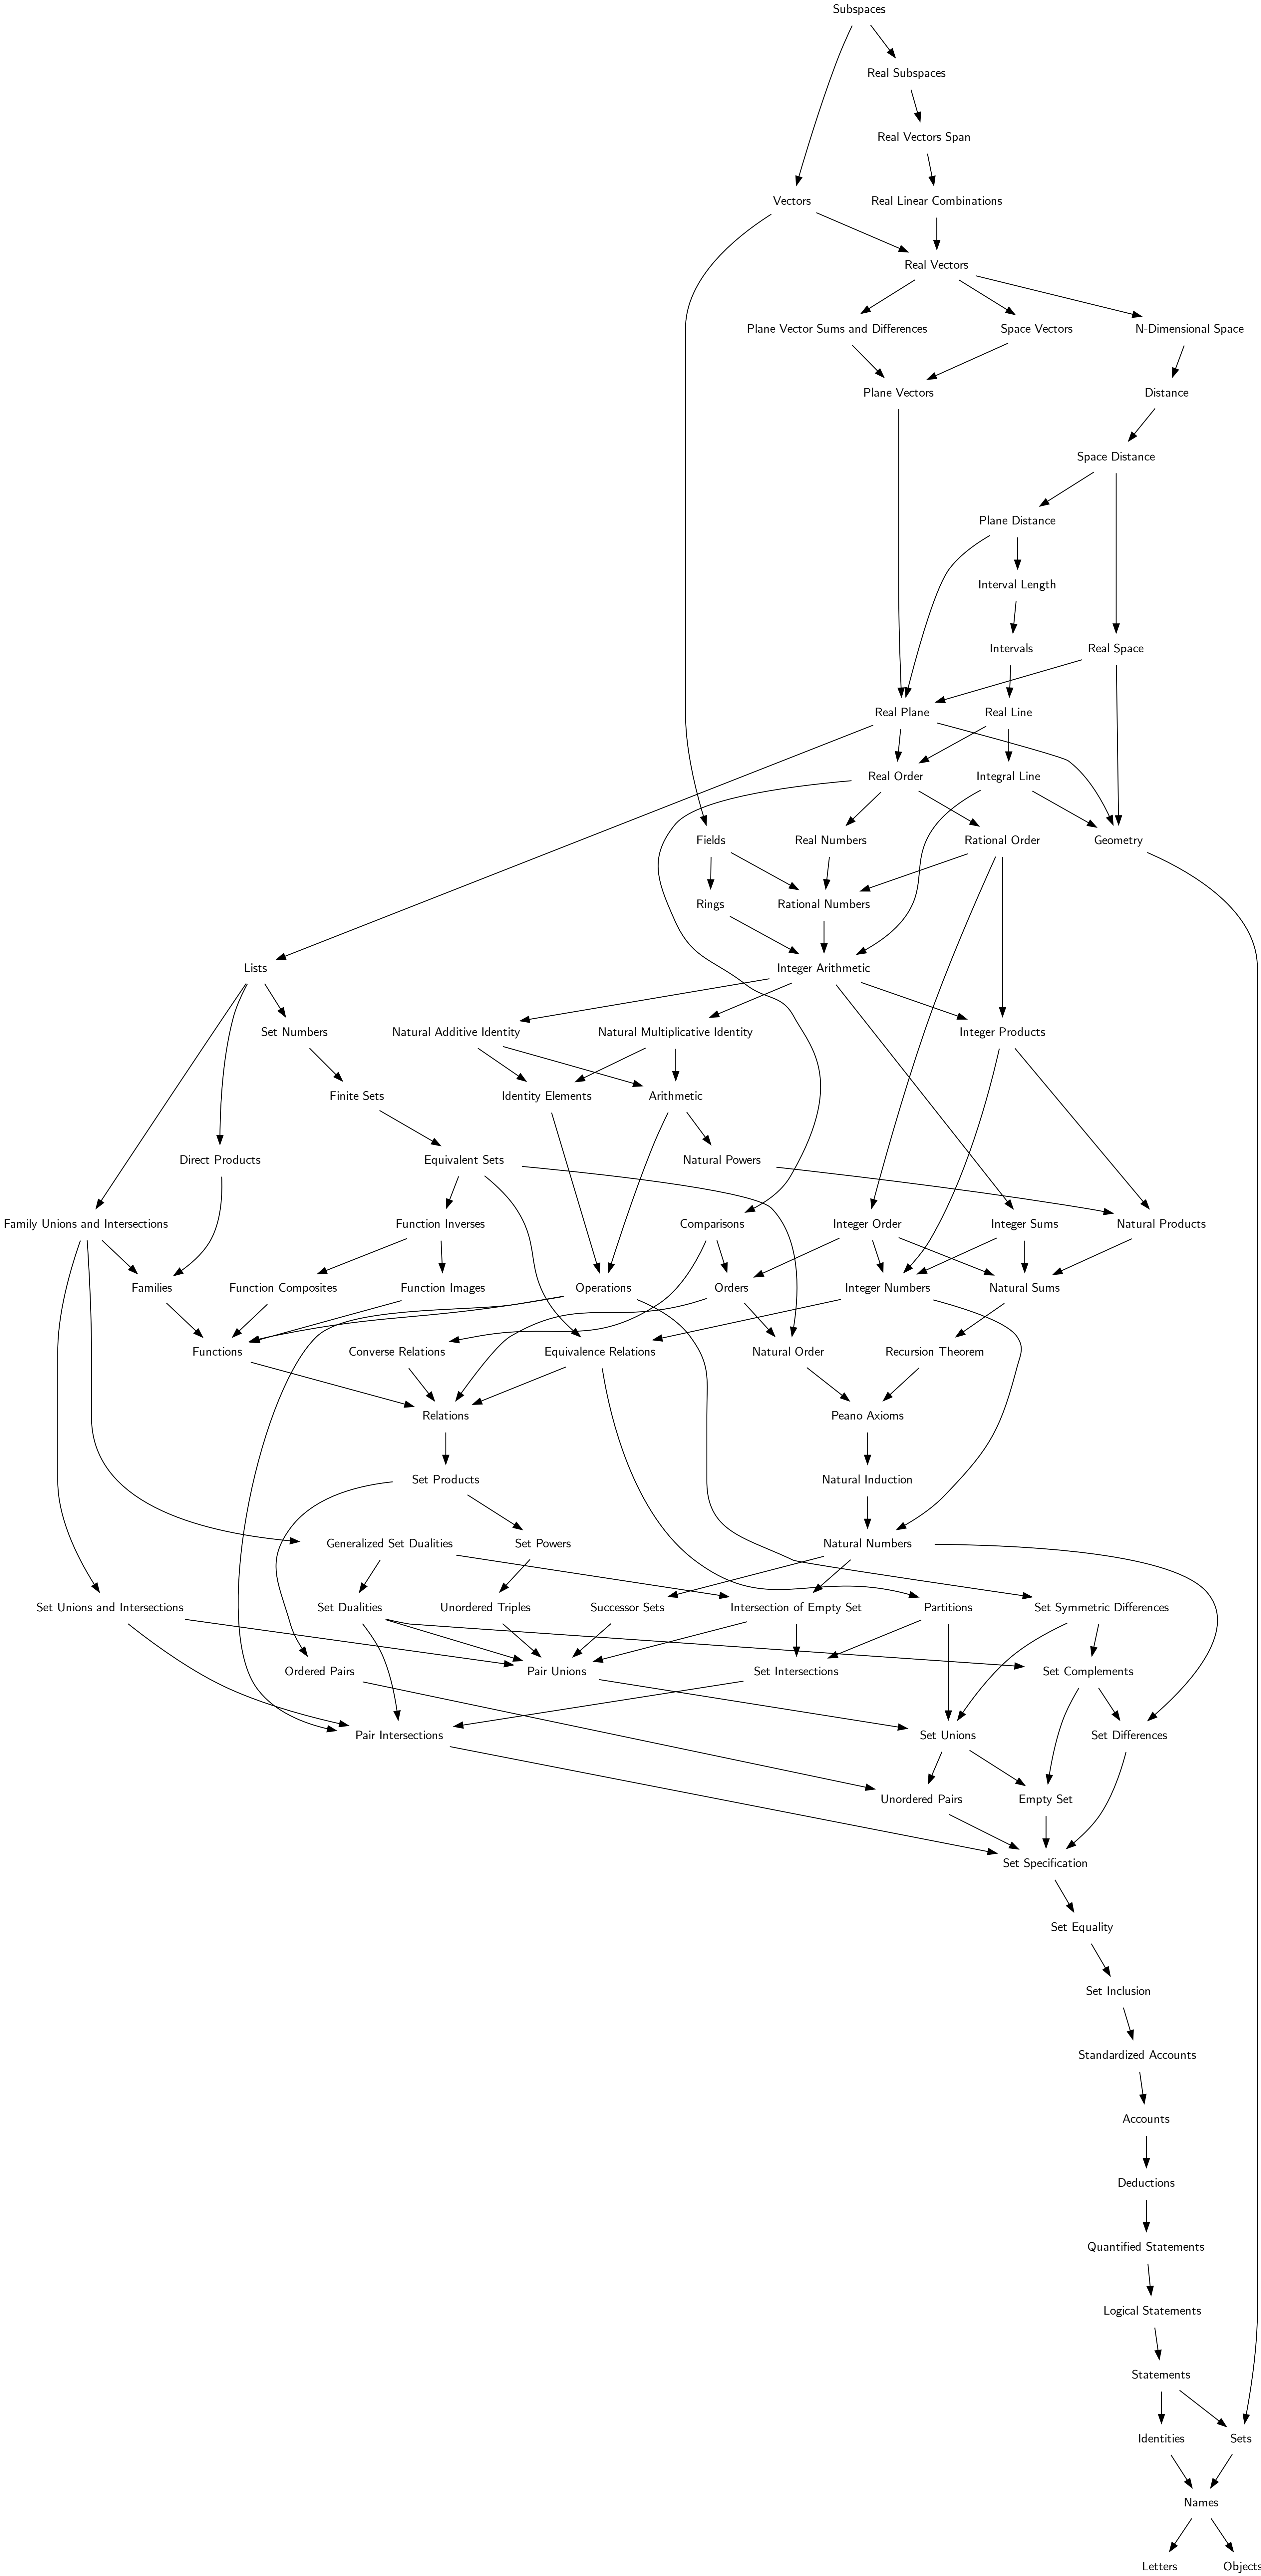 Subspaces
Real Subspaces
Real Vectors Span
Vectors
Real Linear Combinations
Real Vectors
Plane Vector Sums and Differences
Space Vectors
N-Dimensional Space
Plane Vectors
Distance
Space Distance
Plane Distance
Interval Length
Intervals
Real Space
Real Plane
Real Line
Real Order
Integral Line
Fields
Real Numbers
Rational Order
Geometry
Rings
Rational Numbers
Lists
Integer Arithmetic
Set Numbers
Natural Additive Identity
Natural Multiplicative Identity
Integer Products
Finite Sets
Identity Elements
Arithmetic
Direct Products
Equivalent Sets
Natural Powers
Family Unions and Intersections
Function Inverses
Comparisons
Integer Order
Integer Sums
Natural Products
Families
Function Composites
Function Images
Operations
Orders
Integer Numbers
Natural Sums
Functions
Converse Relations
Equivalence Relations
Natural Order
Recursion Theorem
Relations
Peano Axioms
Set Products
Natural Induction
Generalized Set Dualities
Set Powers
Natural Numbers
Set Unions and Intersections
Set Dualities
Unordered Triples
Successor Sets
Intersection of Empty Set
Partitions
Set Symmetric Differences
Ordered Pairs
Pair Unions
Set Intersections
Set Complements
Pair Intersections
Set Unions
Set Differences
Unordered Pairs
Empty Set
Set Specification
Set Equality
Set Inclusion
Standardized Accounts
Accounts
Deductions
Quantified Statements
Logical Statements
Statements
Identities
Sets
Names
Letters
Objects